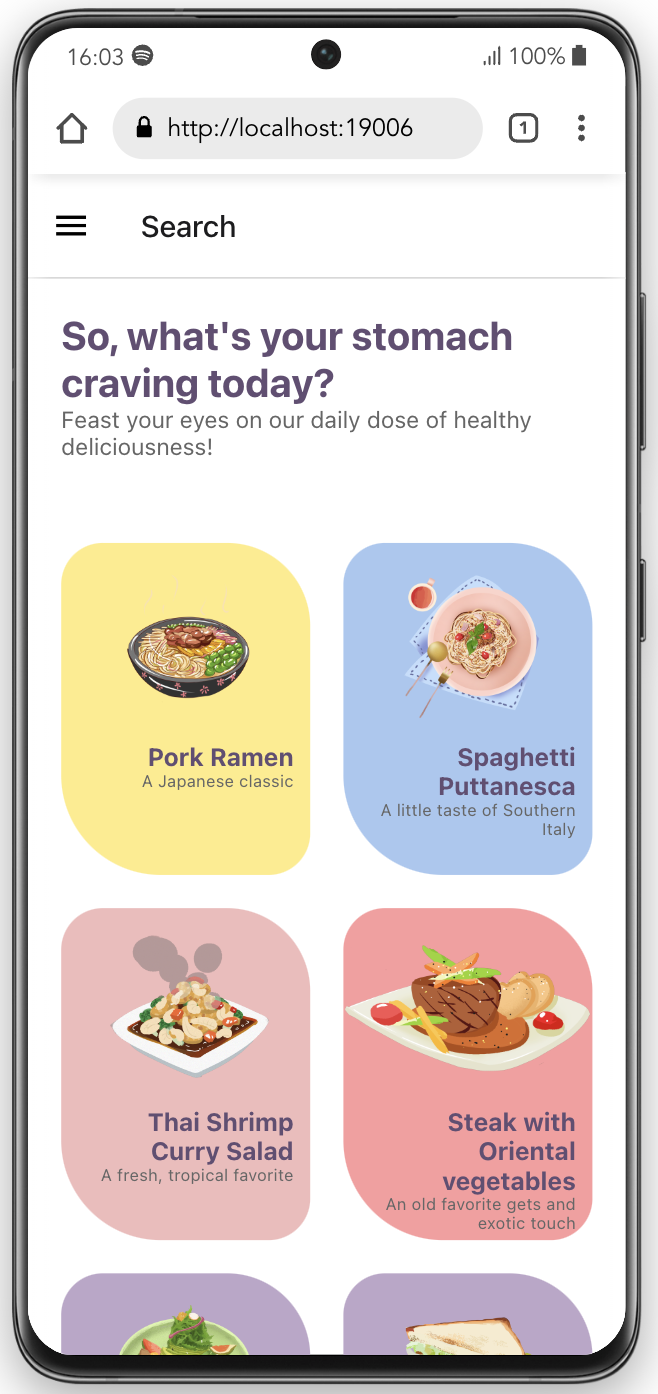 16:03
100%
http://localhost:19006
1
Search
So, what's your stomach
craving today?
Feast your eyes on our daily dose of healthy
deliciousness!
Pork Ramen
A Japanese classic
Spaghetti
Puttanesca
A little taste of Southern
Italy
Thai Shrimp
Curry Salad
A fresh, tropical favorite
Steak with
Oriental
vegetables
An old favorite gets and
exotic touch